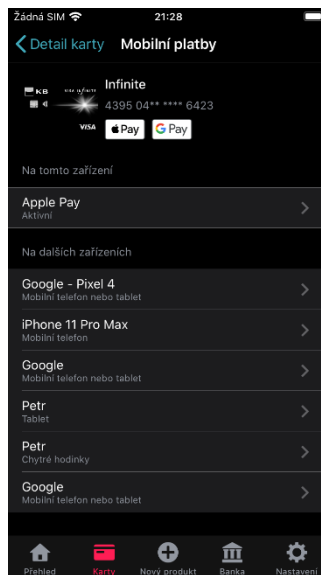 Žádná SIM 21:28
Detail karty Mobilní platby
Infinite
KB VISA INFINITE
4395 04** **** 6423
VISA Pay G Pay
Na tomto zařízení
Apple Pay
Aktivní
Na dalších zařízeních
Google - Pixel 4
Mobilní telefon nebo tablet
iPhone 11 Pro Max
Mobilní telefon
Google
Mobilní telefon nebo tablet
Petr
Tablet
Petr
Chytré hodinky
Google
Mobilní telefon nebo tablet
Přehled Karty Nový produkt Banka Nastavení